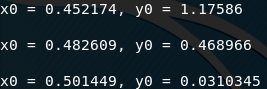 x0 = 0.452174, y0 = 1.17586
x0 = 0.482609, y0 = 0.468966
x0 = 0.501449, y0 = 0.0310345